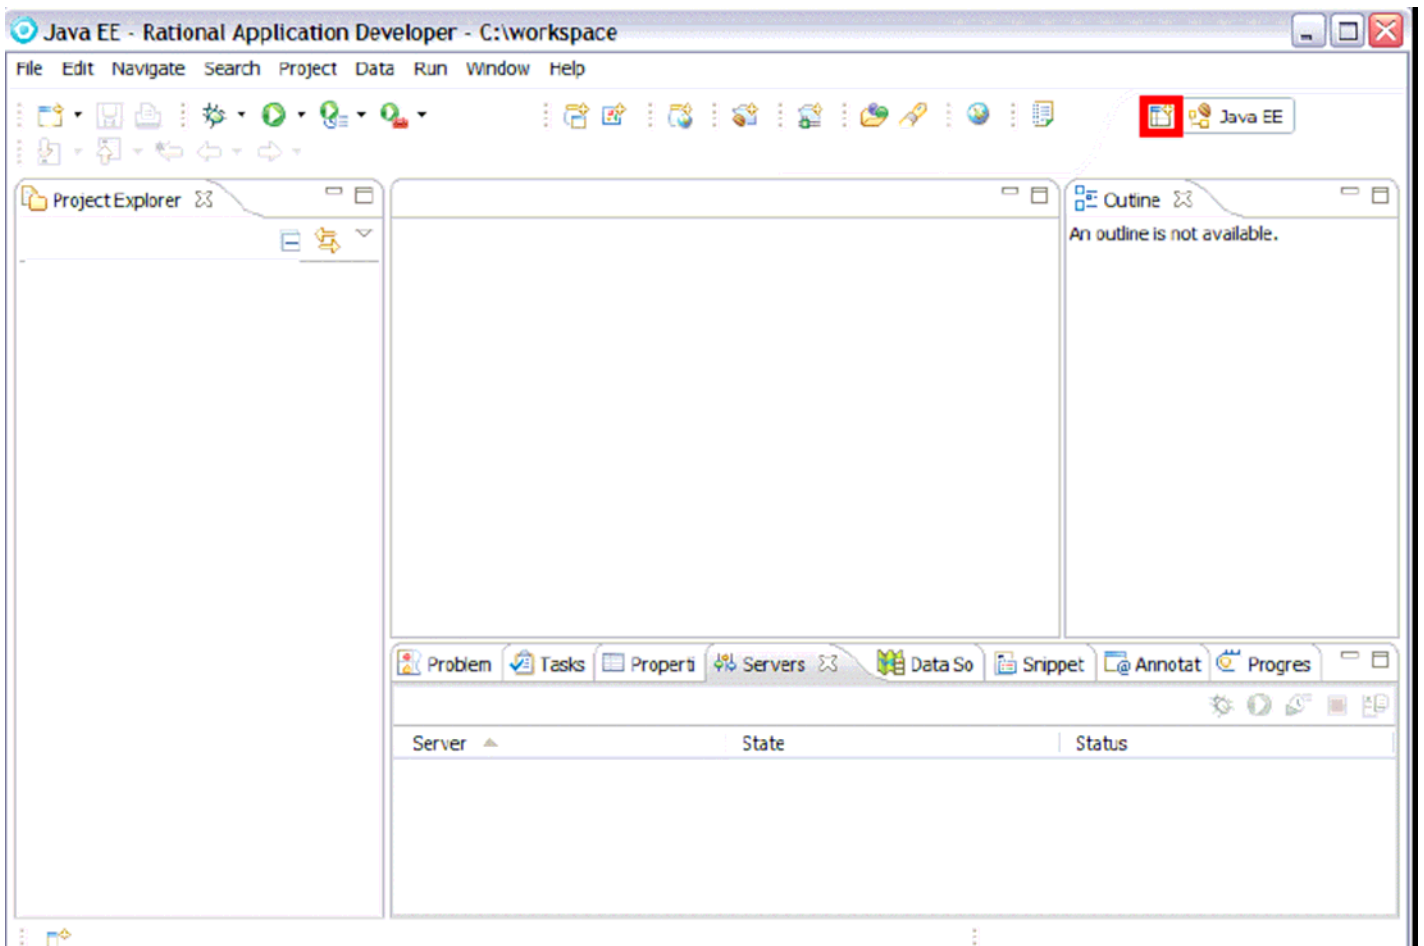 Java EE - Rational Application Developer - C:\workspace
File Edit Navigate Search Project Data Run Window Help
Java EE
Project Explorer
Outline
An outline is not available.
Problem Tasks Properti Servers Data So Snippet Annotat Progres
Server State Status